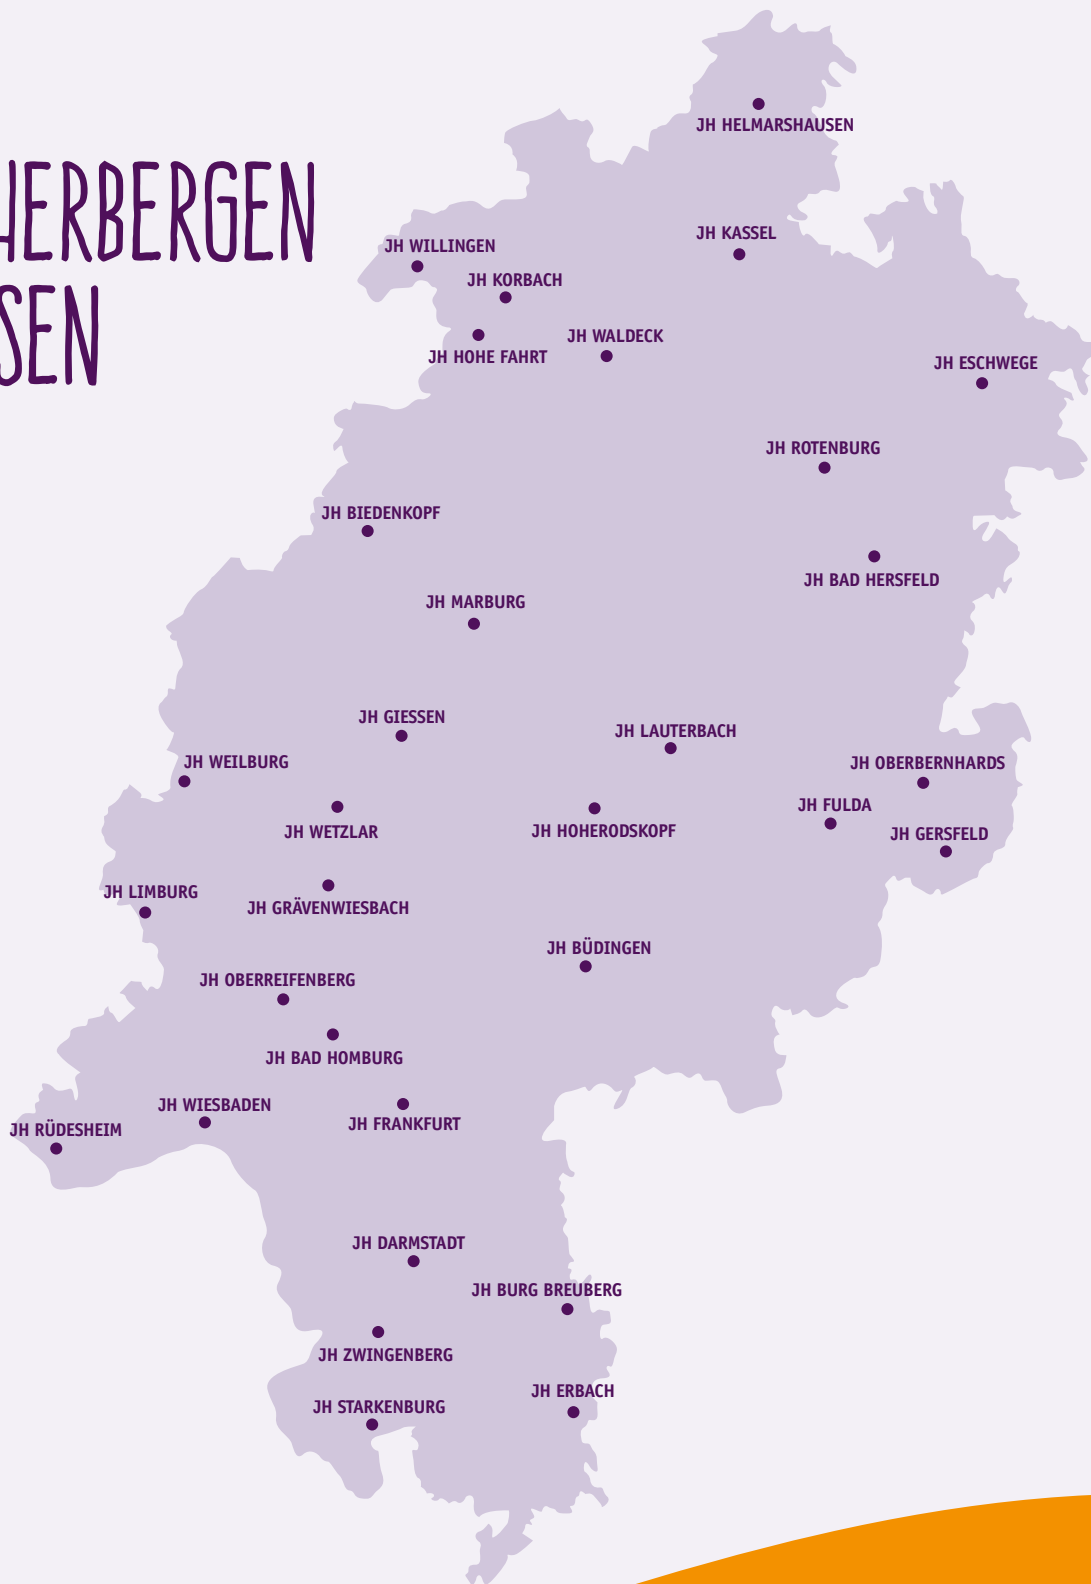 HERBERGEN
SEN
JH HELMARSHAUSEN
JH KASSEL
JH WILLINGEN
JH KORBACH
JH WALDECK
JH HOHE FAHRT
JH ESCHWEGE
JH ROTENBURG
JH BIEDENKOPF
JH BAD HERSFELD
JH MARBURG
JH GIESSEN
JH LAUTERBACH
JH WEILBURG
JH OBERBERNHARDS
JH FULDA
JH WETZLAR
JH HOHERODSKOPF
JH GERSFELD
JH LIMBURG
JH GRÄVENWIESBACH
JH BÜDINGEN
JH OBERREIFENBERG
JH BAD HOMBURG
JH WIESBADEN
JH FRANKFURT
JH RÜDESHEIM
JH DARMSTADT
JH BURG BREUBERG
JH ZWINGENBERG
JH ERBACH
JH STARKENBURG